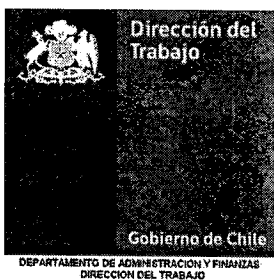 Dirección del
Trabajo
Gobierno de Chile
DEPARTAMENTO DE ADMINISTRACION Y FINANZAS
DIRECCION DEL TRABAJO